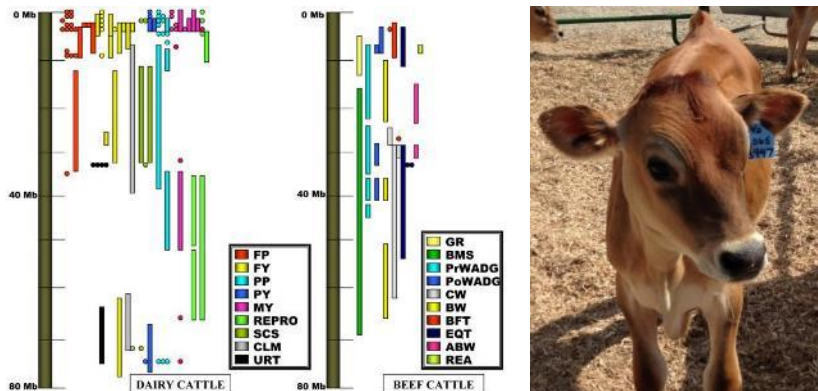 0 Mb
40 Mb
FP
FY
PP
PY
MY
REPRO
SCS
CLM
URT
80 Mb
DAIRY CATTLE
0 Mb
40 Mb
GR
BMS
PrWADG
PoWADG
CW
BW
BFT
EQT
ABW
REA
80 Mb
BEEF CATTLE